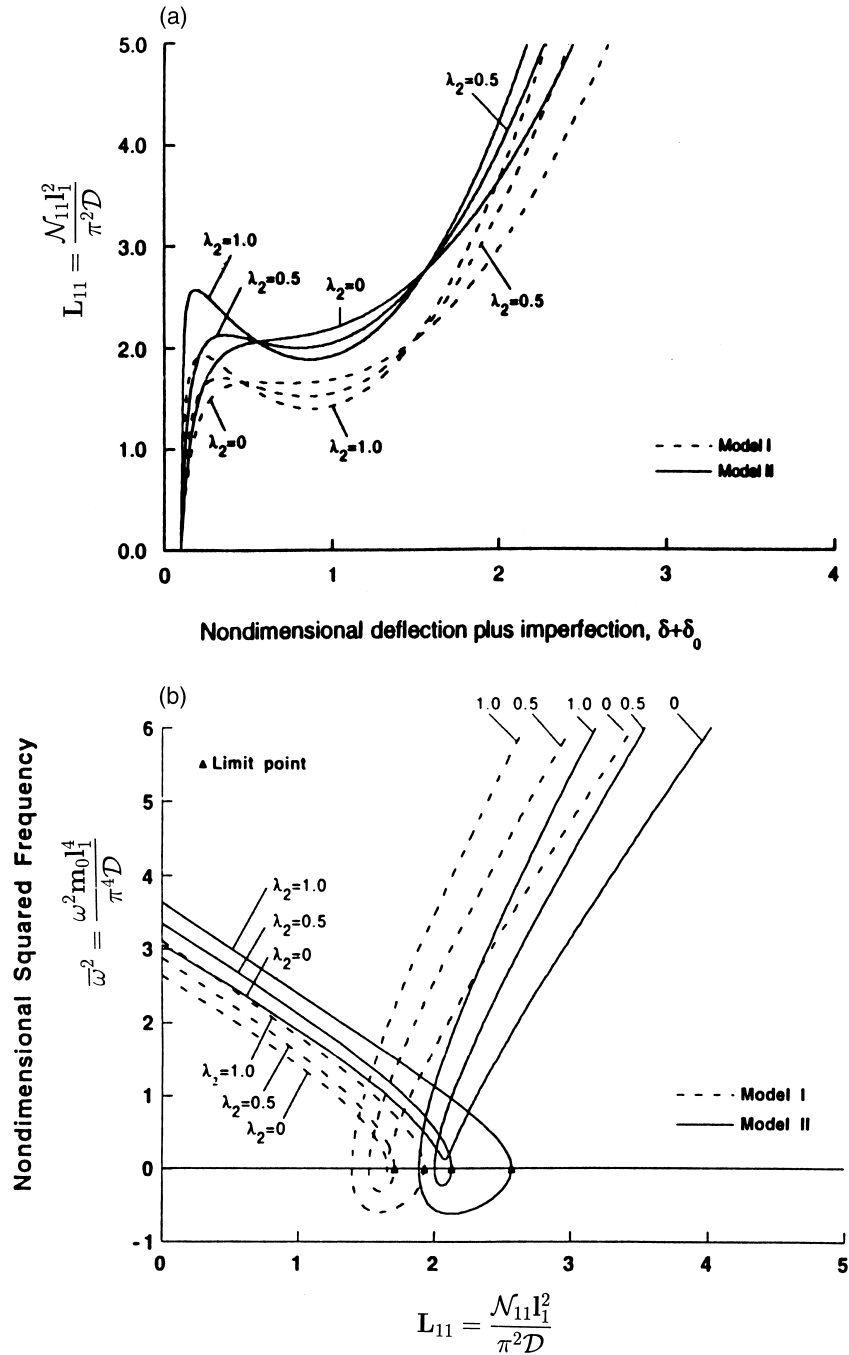 (a)
5.0
4.0
3.0
2.0
1.0
0.0
L₁₁ = 𝒩₁₁l₁² / π²𝒟
λ₂=0.5
λ₂=1.0
λ₂=0.5
λ₂=0
λ₂=0.5
λ₂=0
λ₂=1.0
Model I
Model II
0 1 2 3 4
Nondimensional deflection plus imperfection, δ+δ₀
(b)
1.0 0.5 1.0 0 0.5 0
6
5
4
3
2
1
0
-1
Nondimensional Squared Frequency
ω̅² = ω²m₀l₁⁴ / π⁴𝒟
Limit point
λ₂=1.0
λ₂=0.5
λ₂=0
λ₂=1.0
λ₂=0.5
λ₂=0
Model I
Model II
0 1 2 3 4 5
L₁₁ = 𝒩₁₁l₁² / π²𝒟